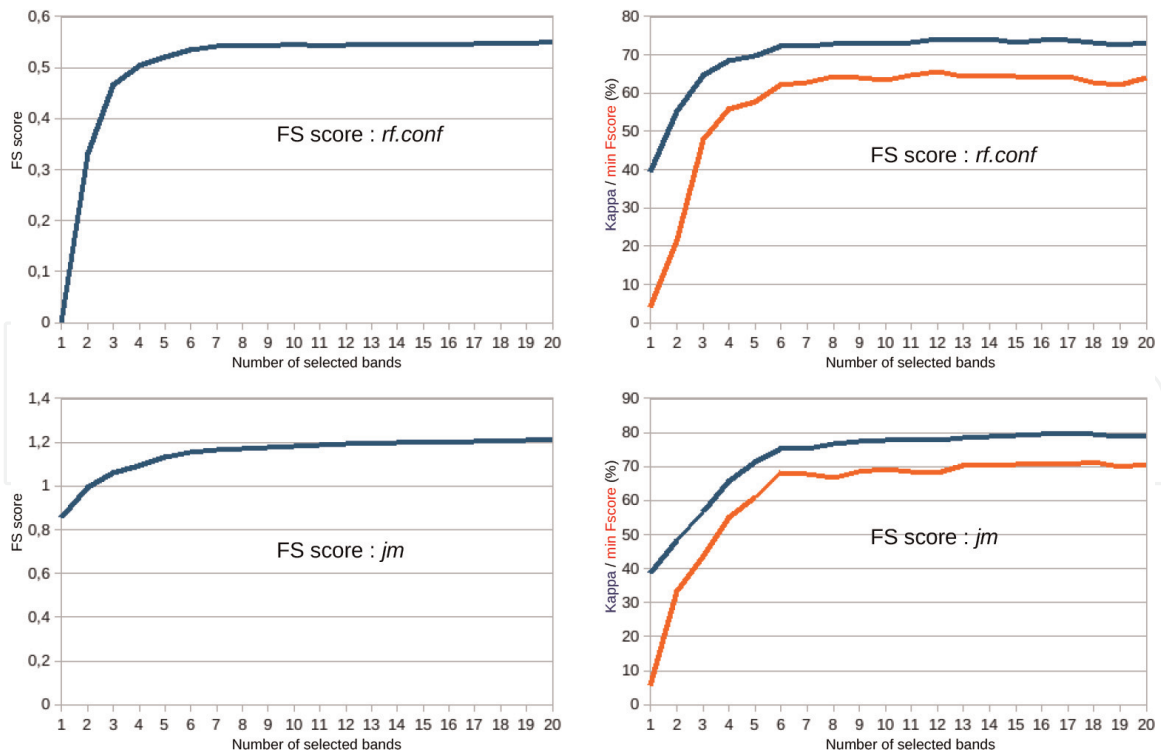 0,6
0,5
0,4
0,3
0,2
0,1
0
FS score
FS score : rf.conf
1 2 3 4 5 6 7 8 9 10 11 12 13 14 15 16 17 18 19 20
Number of selected bands
80
70
60
50
40
30
20
10
0
Kappa / min Fscore (%)
FS score : rf.conf
1 2 3 4 5 6 7 8 9 10 11 12 13 14 15 16 17 18 19 20
Number of selected bands
1,4
1,2
1
0,8
0,6
0,4
0,2
0
FS score
FS score : jm
1 2 3 4 5 6 7 8 9 10 11 12 13 14 15 16 17 18 19 20
Number of selected bands
90
80
70
60
50
40
30
20
10
0
Kappa / min Fscore (%)
FS score : jm
1 2 3 4 5 6 7 8 9 10 11 12 13 14 15 16 17 18 19 20
Number of selected bands